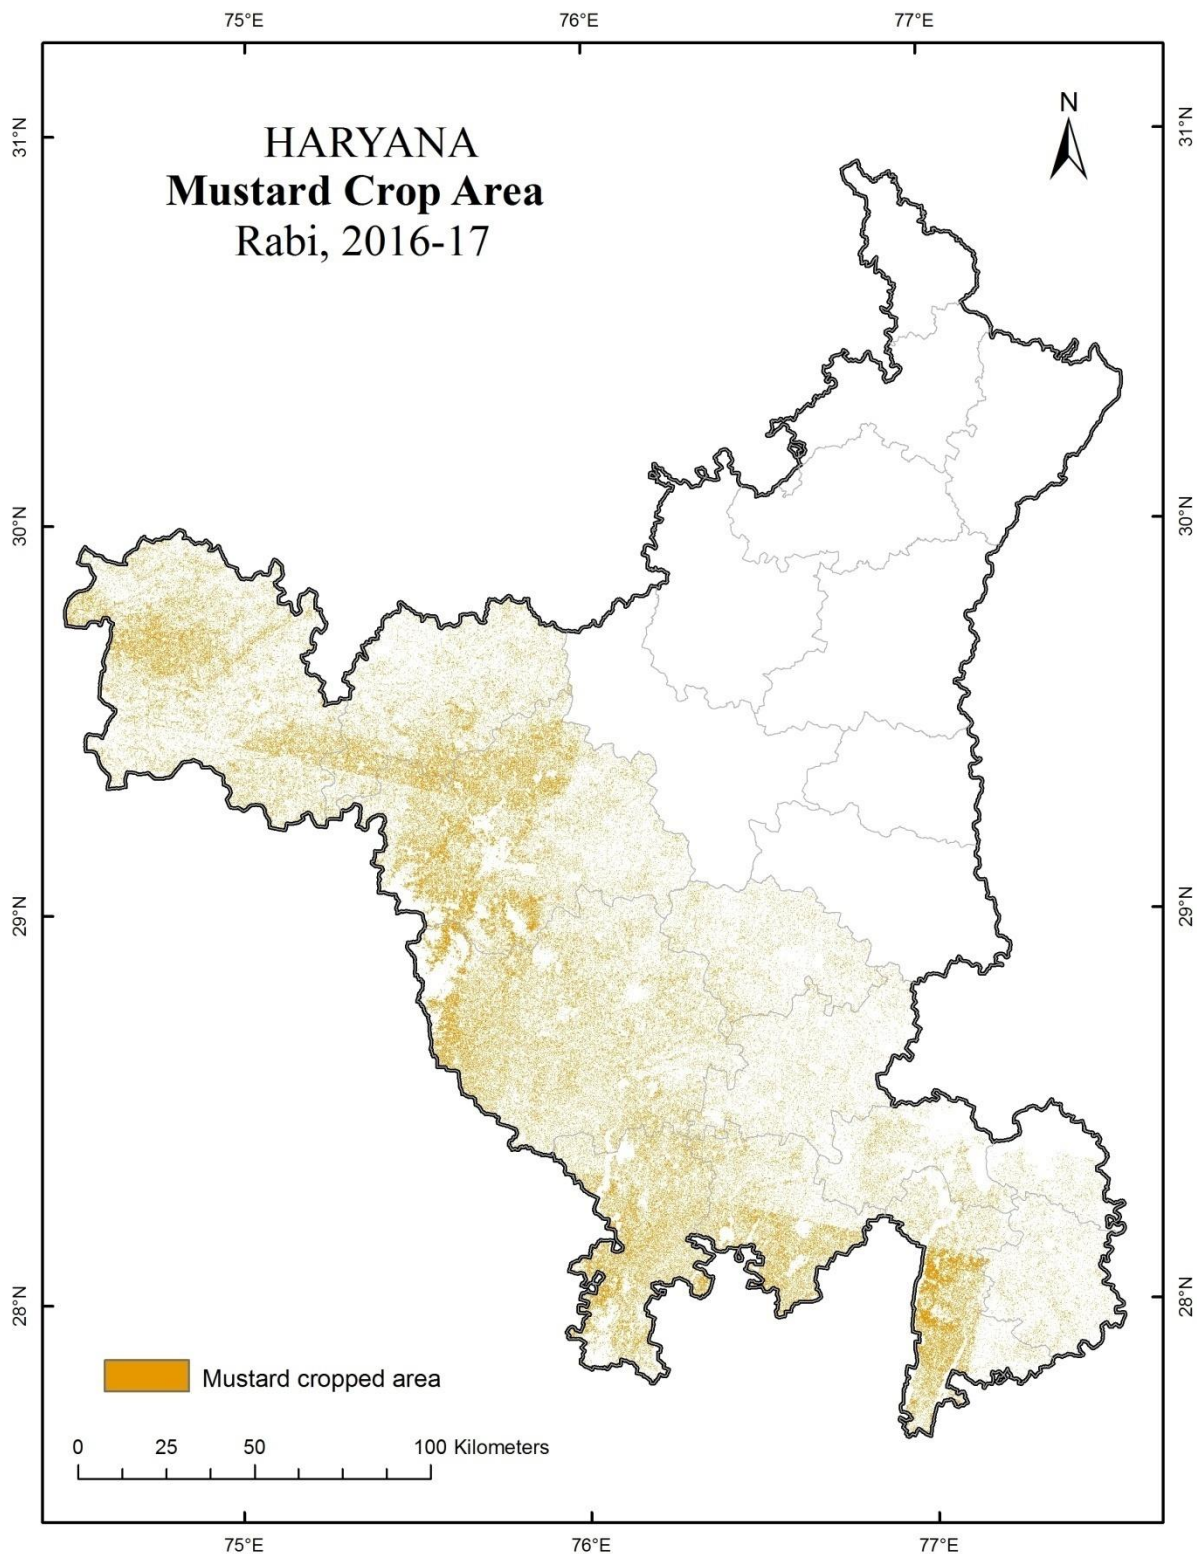 75°E 76°E 77°E
HARYANA
Mustard Crop Area
Rabi, 2016-17
N
31°N 31°N
30°N 30°N
29°N 29°N
28°N 28°N
Mustard cropped area
0 25 50 100 Kilometers
75°E 76°E 77°E